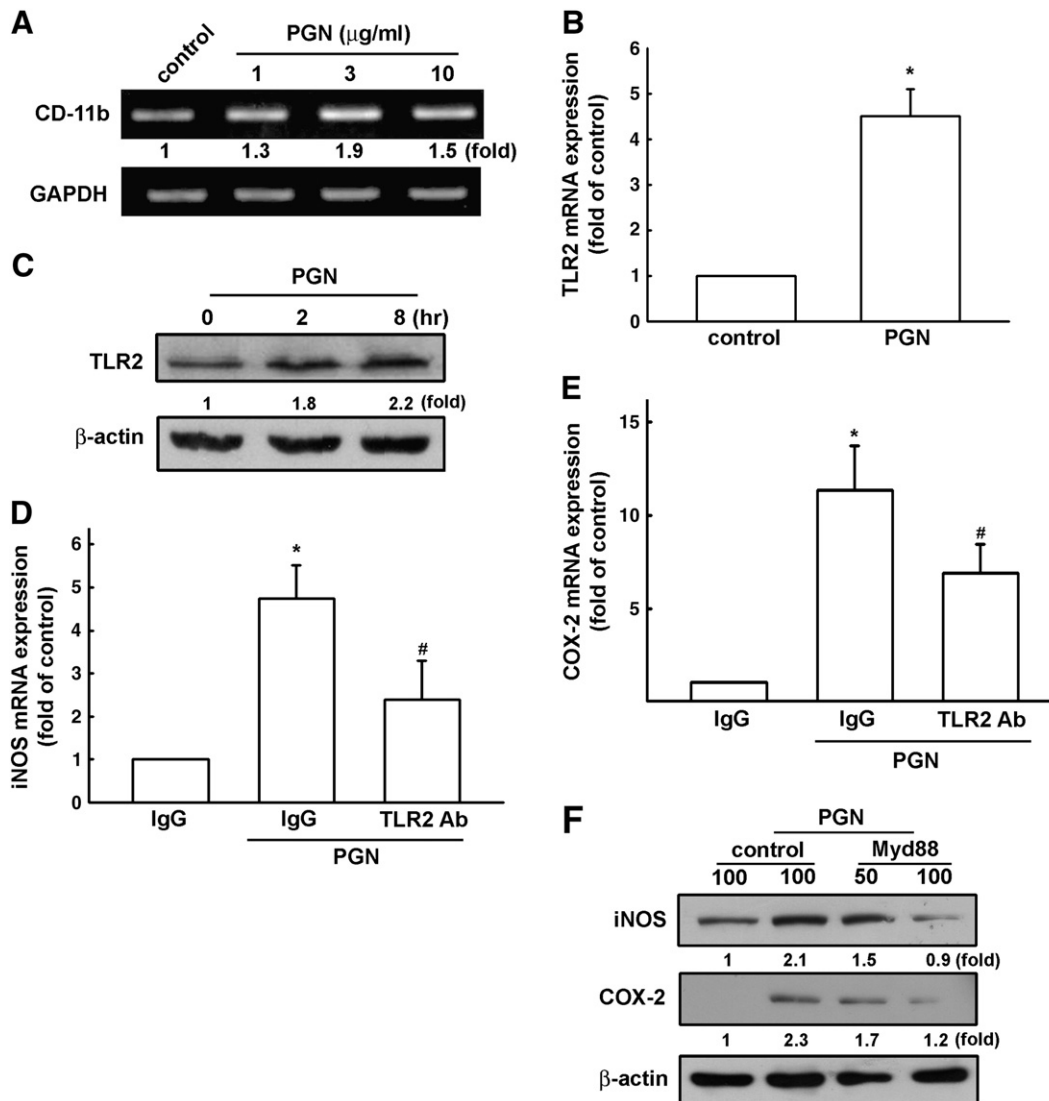 A
control
PGN (μg/ml)
1 3 10
CD-11b
1 1.3 1.9 1.5 (fold)
GAPDH
B
TLR2 mRNA expression
(fold of control)
6
5
4
3
2
1
0
*
control PGN
C
PGN
0 2 8 (hr)
TLR2
1 1.8 2.2 (fold)
β-actin
D
iNOS mRNA expression
(fold of control)
6
5
4
3
2
1
0
*
#
IgG IgG TLR2 Ab
PGN
E
COX-2 mRNA expression
(fold of control)
15
10
5
*
#
IgG IgG TLR2 Ab
PGN
F
PGN
control Myd88
100 100 50 100
iNOS
1 2.1 1.5 0.9 (fold)
COX-2
1 2.3 1.7 1.2 (fold)
β-actin